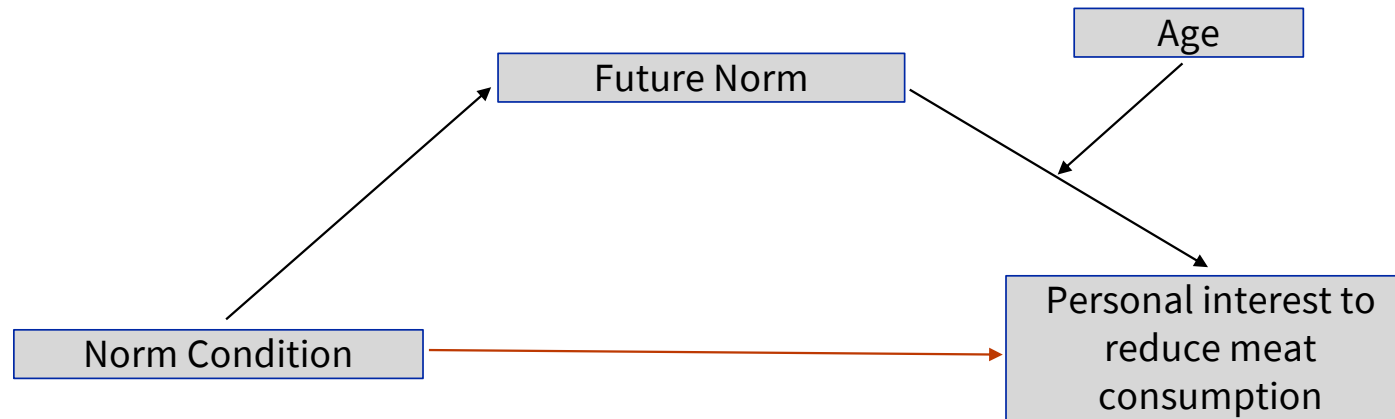 Age
Future Norm
Norm Condition
Personal interest to
reduce meat
consumption